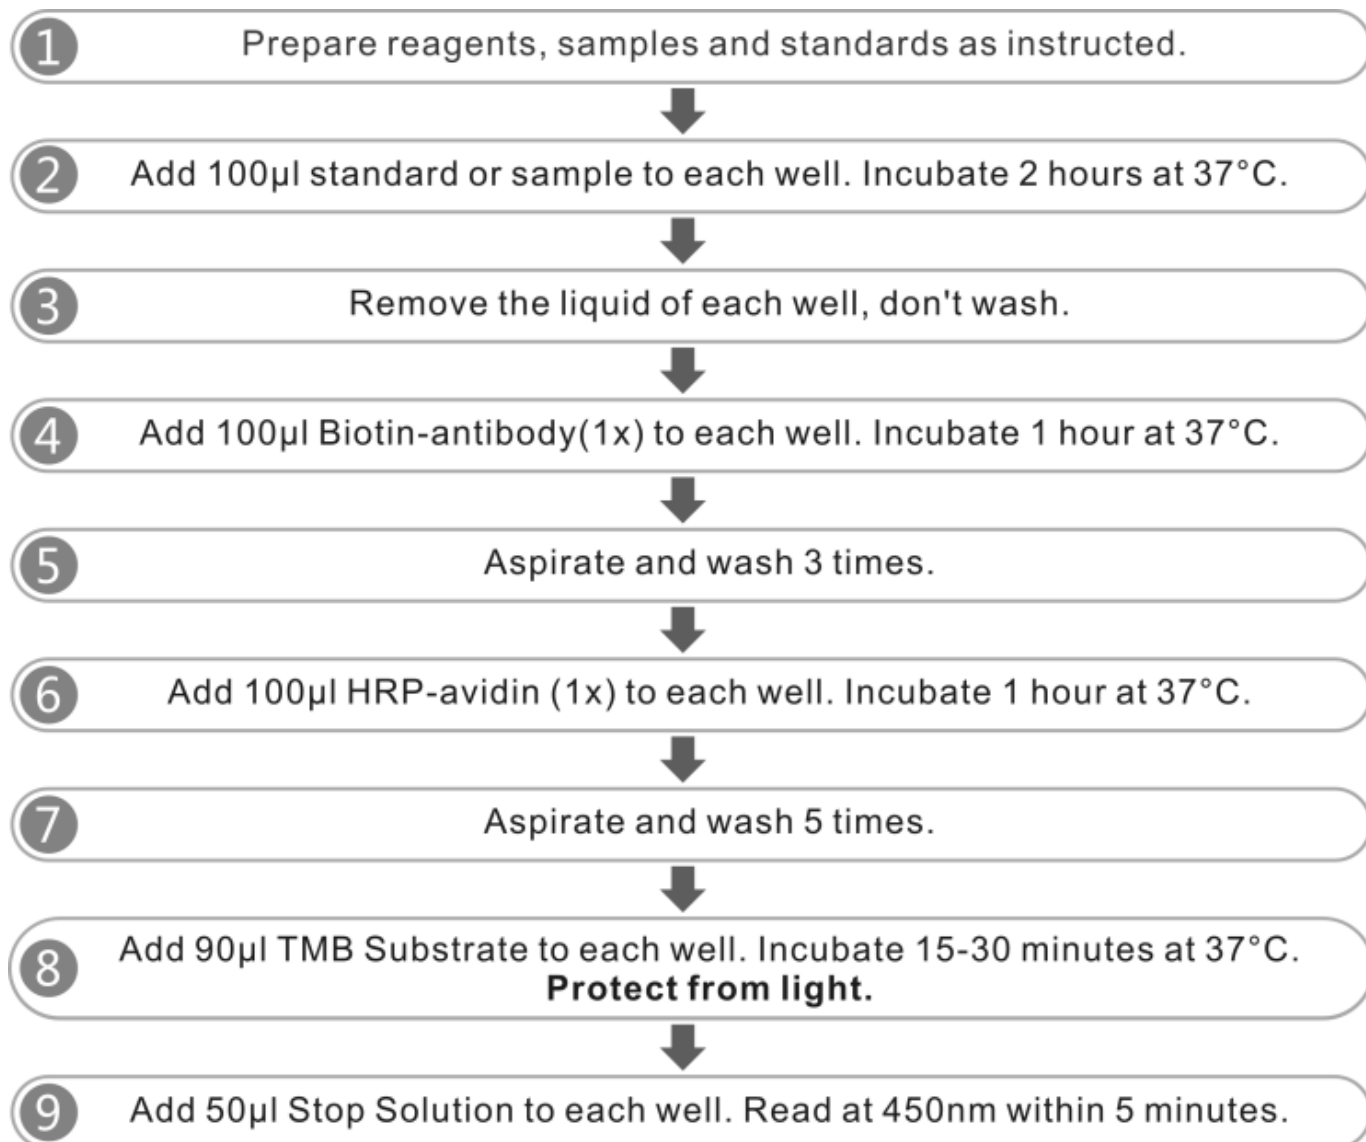 1 Prepare reagents, samples and standards as instructed.
2 Add 100µl standard or sample to each well. Incubate 2 hours at 37°C.
3 Remove the liquid of each well, don't wash.
4 Add 100µl Biotin-antibody(1x) to each well. Incubate 1 hour at 37°C.
5 Aspirate and wash 3 times.
6 Add 100µl HRP-avidin (1x) to each well. Incubate 1 hour at 37°C.
7 Aspirate and wash 5 times.
8 Add 90µl TMB Substrate to each well. Incubate 15-30 minutes at 37°C.
Protect from light.
9 Add 50µl Stop Solution to each well. Read at 450nm within 5 minutes.